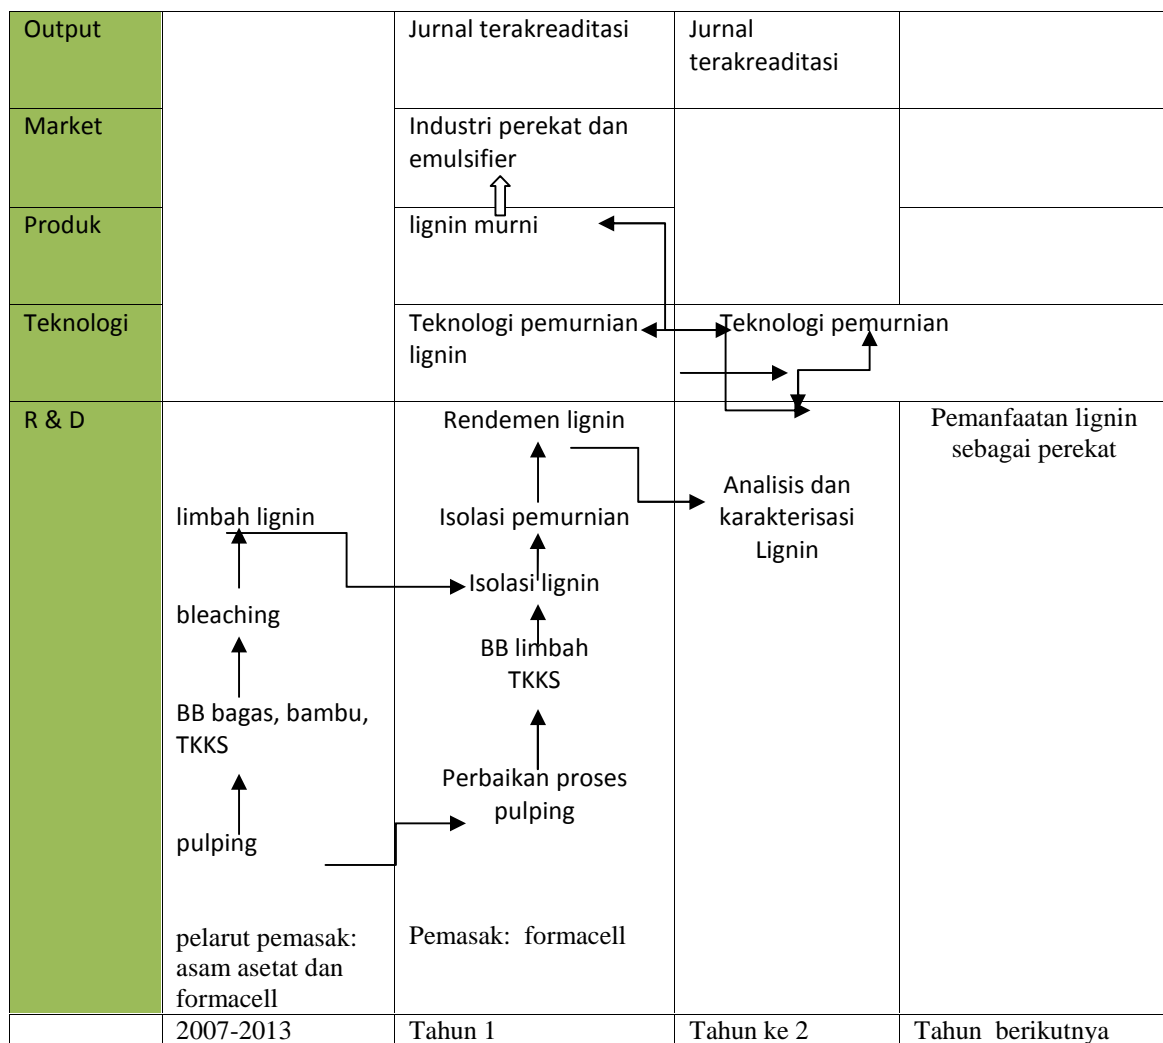 Output
Jurnal terakreaditasi
Jurnal
terakreaditasi
Market
Industri perekat dan
emulsifier
Produk
lignin murni
Teknologi
Teknologi pemurnian
lignin
Teknologi pemurnian
R & D
limbah lignin
bleaching
BB bagas, bambu,
TKKS
pulping
pelarut pemasak:
asam asetat dan
formacell
Rendemen lignin
Isolasi pemurnian
Isolasi lignin
BB limbah
TKKS
Perbaikan proses
pulping
Pemasak: formacell
Analisis dan
karakterisasi
Lignin
Pemanfaatan lignin
sebagai perekat
2007-2013
Tahun 1
Tahun ke 2
Tahun berikutnya